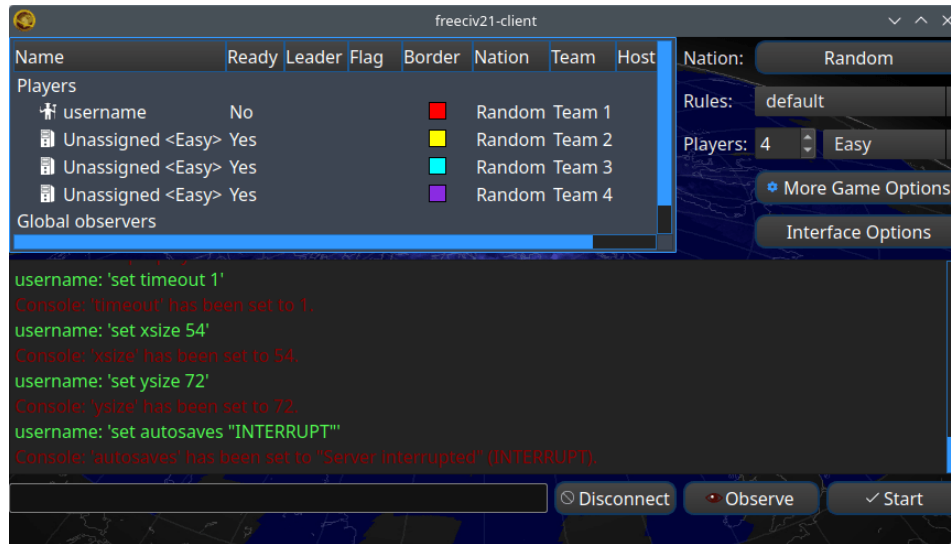 freeciv21-client
Name Ready Leader Flag Border Nation Team Host
Players
username No Random Team 1
Unassigned <Easy> Yes Random Team 2
Unassigned <Easy> Yes Random Team 3
Unassigned <Easy> Yes Random Team 4
Global observers
Nation: Random
Rules: default
Players: 4 Easy
More Game Options
Interface Options
username: 'set timeout 1'
Console: 'timeout' has been set to 1.
username: 'set xsize 54'
Console: 'xsize' has been set to 54.
username: 'set ysize 72'
Console: 'ysize' has been set to 72.
username: 'set autosaves "INTERRUPT"'
Console: 'autosaves' has been set to "Server interrupted" (INTERRUPT).
Disconnect Observe Start